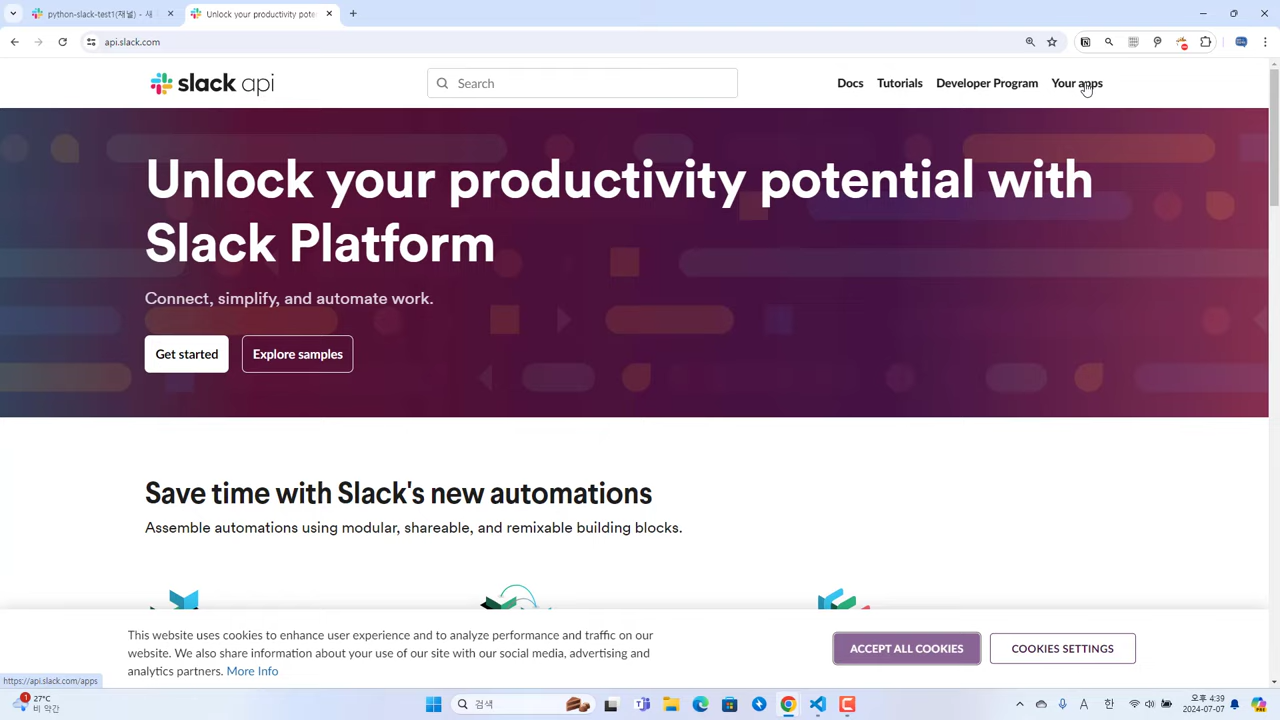 python-slack-test1(채널) - 새
Unlock your productivity pote
api.slack.com
slack api
Search
Docs
Tutorials
Developer Program
Your apps
Unlock your productivity potential with
Slack Platform
Connect, simplify, and automate work.
Get started
Explore samples
Save time with Slack's new automations
Assemble automations using modular, shareable, and remixable building blocks.
This website uses cookies to enhance user experience and to analyze performance and traffic on our
website. We also share information about your use of our site with our social media, advertising and
analytics partners. More Info
ACCEPT ALL COOKIES
COOKIES SETTINGS
https://api.slack.com/apps
1
27°C
비 약간
검색
A
한
오후 4:39
2024-07-07